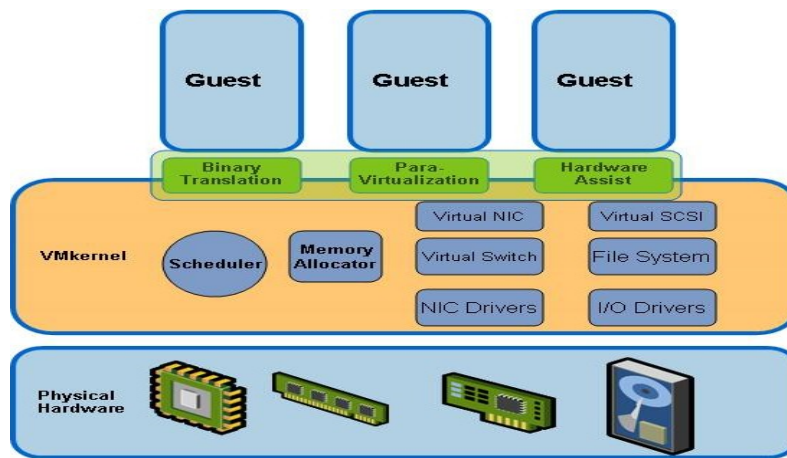 Guest
Guest
Guest
Binary
Translation
Para-
Virtualization
Hardware
Assist
VMkernel
Scheduler
Memory
Allocator
Virtual NIC
Virtual SCSI
Virtual Switch
File System
NIC Drivers
I/O Drivers
Physical
Hardware